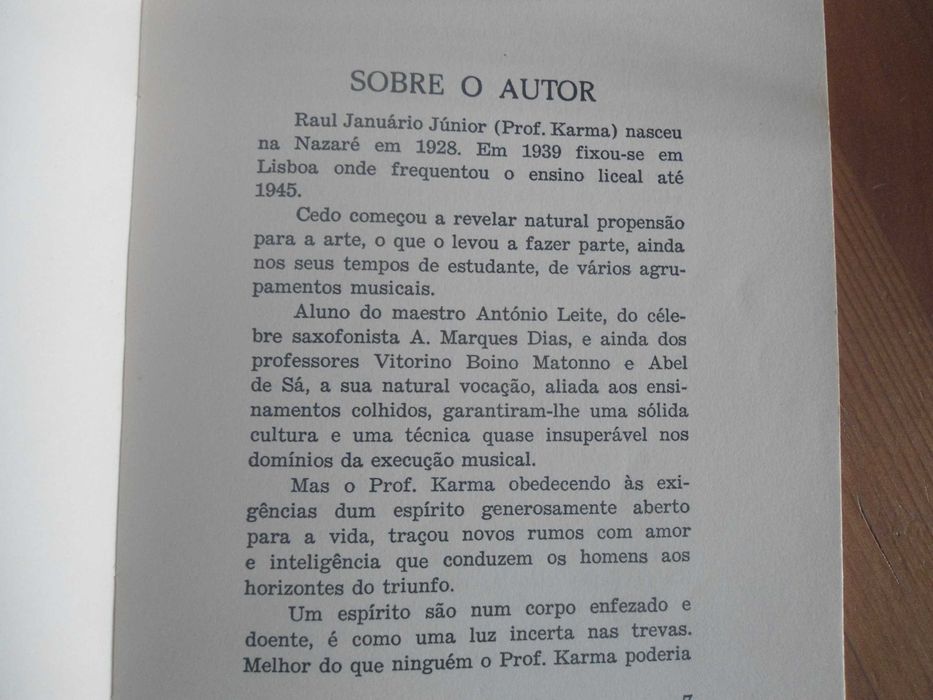 SOBRE O AUTOR
Raul Januário Júnior (Prof. Karma) nasceu
na Nazaré em 1928. Em 1939 fixou-se em
Lisboa onde frequentou o ensino liceal até
1945.
Cedo começou a revelar natural propensão
para a arte, o que o levou a fazer parte, ainda
nos seus tempos de estudante, de vários agru-
pamentos musicais.
Aluno do maestro António Leite, do céle-
bre saxofonista A. Marques Dias, e ainda dos
professores Vitorino Boino Matonno e Abel
de Sá, a sua natural vocação, aliada aos ensi-
namentos colhidos, garantiram-lhe uma sólida
cultura e uma técnica quase insuperável nos
domínios da execução musical.
Mas o Prof. Karma obedecendo às exi-
gências dum espírito generosamente aberto
para a vida, traçou novos rumos com amor
e inteligência que conduzem os homens aos
horizontes do triunfo.
Um espírito são num corpo enfezado e
doente, é como uma luz incerta nas trevas.
Melhor do que ninguém o Prof. Karma poderia